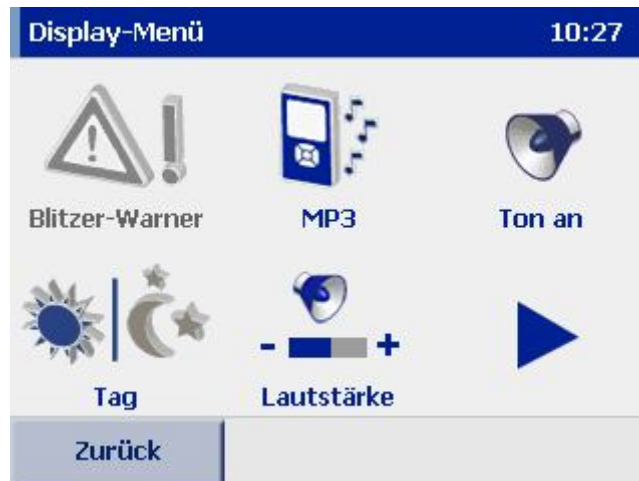 Display-Menü 10:27
Blitzer-Warner MP3 Ton an
- +
Tag Lautstärke
Zurück